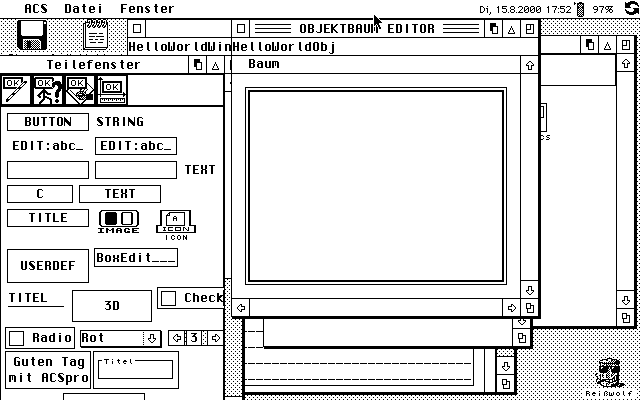 ACS Datei Fenster Di, 15.8.2000 17:52 97%
OBJEKTBAUM EDITOR
HelloWorldWin HelloWorldObj
Baum
Teilefenster
OK OK OK OK
BUTTON STRING
EDIT:abc_ EDIT:abc_
TEXT
C TEXT
TITLE IMAGE ICON
ICON
USERDEF BoxEdit___
TITEL 3D Check
Radio Rot 3
Guten Tag
mit ACSpro
Titel
Reißwolf